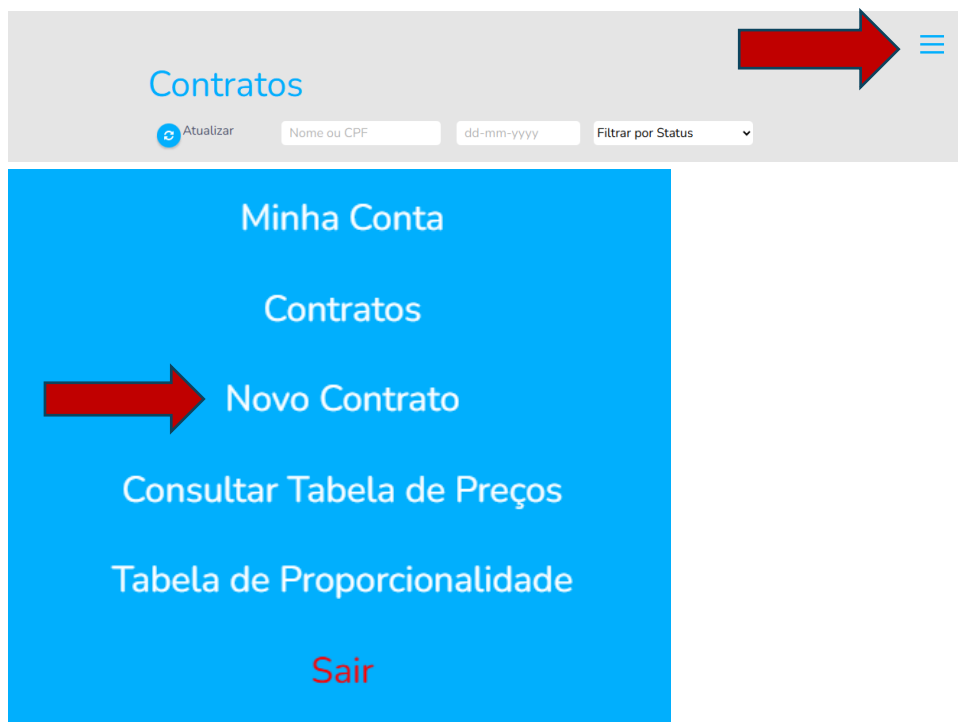 Contratos
Atualizar Nome ou CPF dd-mm-yyyy Filtrar por Status
Minha Conta
Contratos
Novo Contrato
Consultar Tabela de Preços
Tabela de Proporcionalidade
Sair